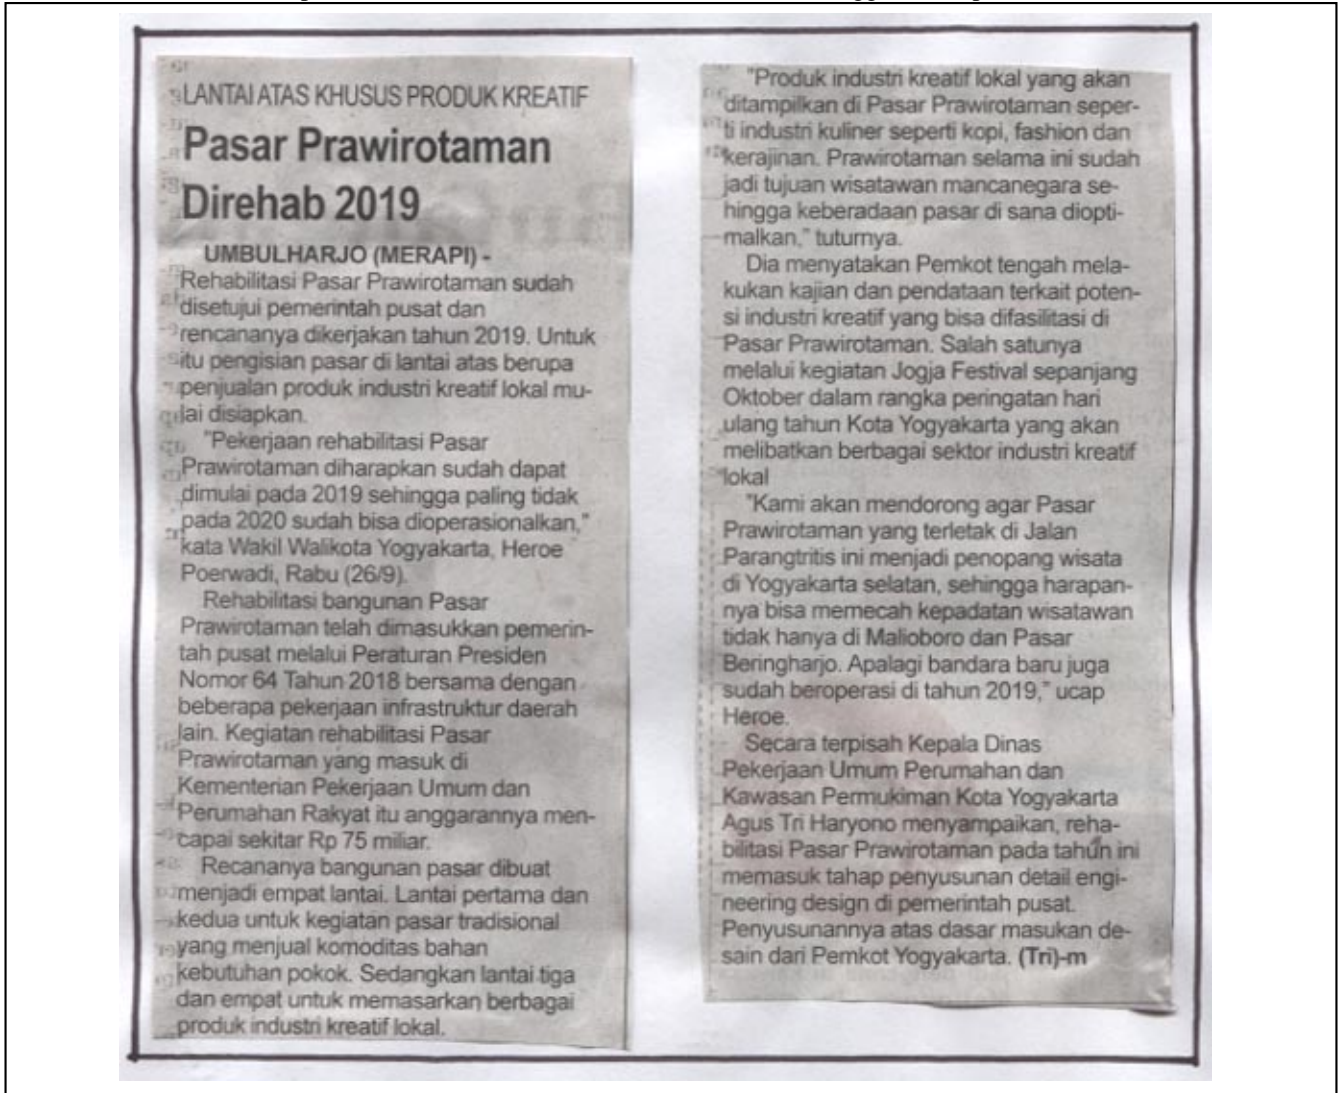 LANTAI ATAS KHUSUS PRODUK KREATIF
Pasar Prawirotaman
Direhab 2019
UMBULHARJO (MERAPI) -
Rehabilitasi Pasar Prawirotaman sudah
disetujui pemerintah pusat dan
rencananya dikerjakan tahun 2019. Untuk
itu pengisian pasar di lantai atas berupa
penjualan produk industri kreatif lokal mu-
lai disiapkan.
"Pekerjaan rehabilitasi Pasar
Prawirotaman diharapkan sudah dapat
dimulai pada 2019 sehingga paling tidak
pada 2020 sudah bisa dioperasionalkan,"
kata Wakil Walikota Yogyakarta, Heroe
Poerwadi, Rabu (26/9).
Rehabilitasi bangunan Pasar
Prawirotaman telah dimasukkan pemerin-
tah pusat melalui Peraturan Presiden
Nomor 64 Tahun 2018 bersama dengan
beberapa pekerjaan infrastruktur daerah
lain. Kegiatan rehabilitasi Pasar
Prawirotaman yang masuk di
Kementerian Pekerjaan Umum dan
Perumahan Rakyat itu anggarannya men-
capai sekitar Rp 75 miliar.
Recananya bangunan pasar dibuat
menjadi empat lantai. Lantai pertama dan
kedua untuk kegiatan pasar tradisional
yang menjual komoditas bahan
kebutuhan pokok. Sedangkan lantai tiga
dan empat untuk memasarkan berbagai
produk industri kreatif lokal.
"Produk industri kreatif lokal yang akan
ditampilkan di Pasar Prawirotaman seper-
ti industri kuliner seperti kopi, fashion dan
kerajinan. Prawirotaman selama ini sudah
jadi tujuan wisatawan mancanegara se-
hingga keberadaan pasar di sana diopti-
malkan," tuturnya.
Dia menyatakan Pemkot tengah mela-
kukan kajian dan pendataan terkait poten-
si industri kreatif yang bisa difasilitasi di
Pasar Prawirotaman. Salah satunya
melalui kegiatan Jogja Festival sepanjang
Oktober dalam rangka peringatan hari
ulang tahun Kota Yogyakarta yang akan
melibatkan berbagai sektor industri kreatif
lokal
"Kami akan mendorong agar Pasar
Prawirotaman yang terletak di Jalan
Parangtritis ini menjadi penopang wisata
di Yogyakarta selatan, sehingga harapan-
nya bisa memecah kepadatan wisatawan
tidak hanya di Malioboro dan Pasar
Beringharjo. Apalagi bandara baru juga
sudah beroperasi di tahun 2019," ucap
Heroe.
Secara terpisah Kepala Dinas
Pekerjaan Umum Perumahan dan
Kawasan Permukiman Kota Yogyakarta
Agus Tri Haryono menyampaikan, reha-
bilitasi Pasar Prawirotaman pada tahun ini
memasuk tahap penyusunan detail engi-
neering design di pemerintah pusat.
Penyusunannya atas dasar masukan de-
sain dari Pemkot Yogyakarta. (Tri)-m